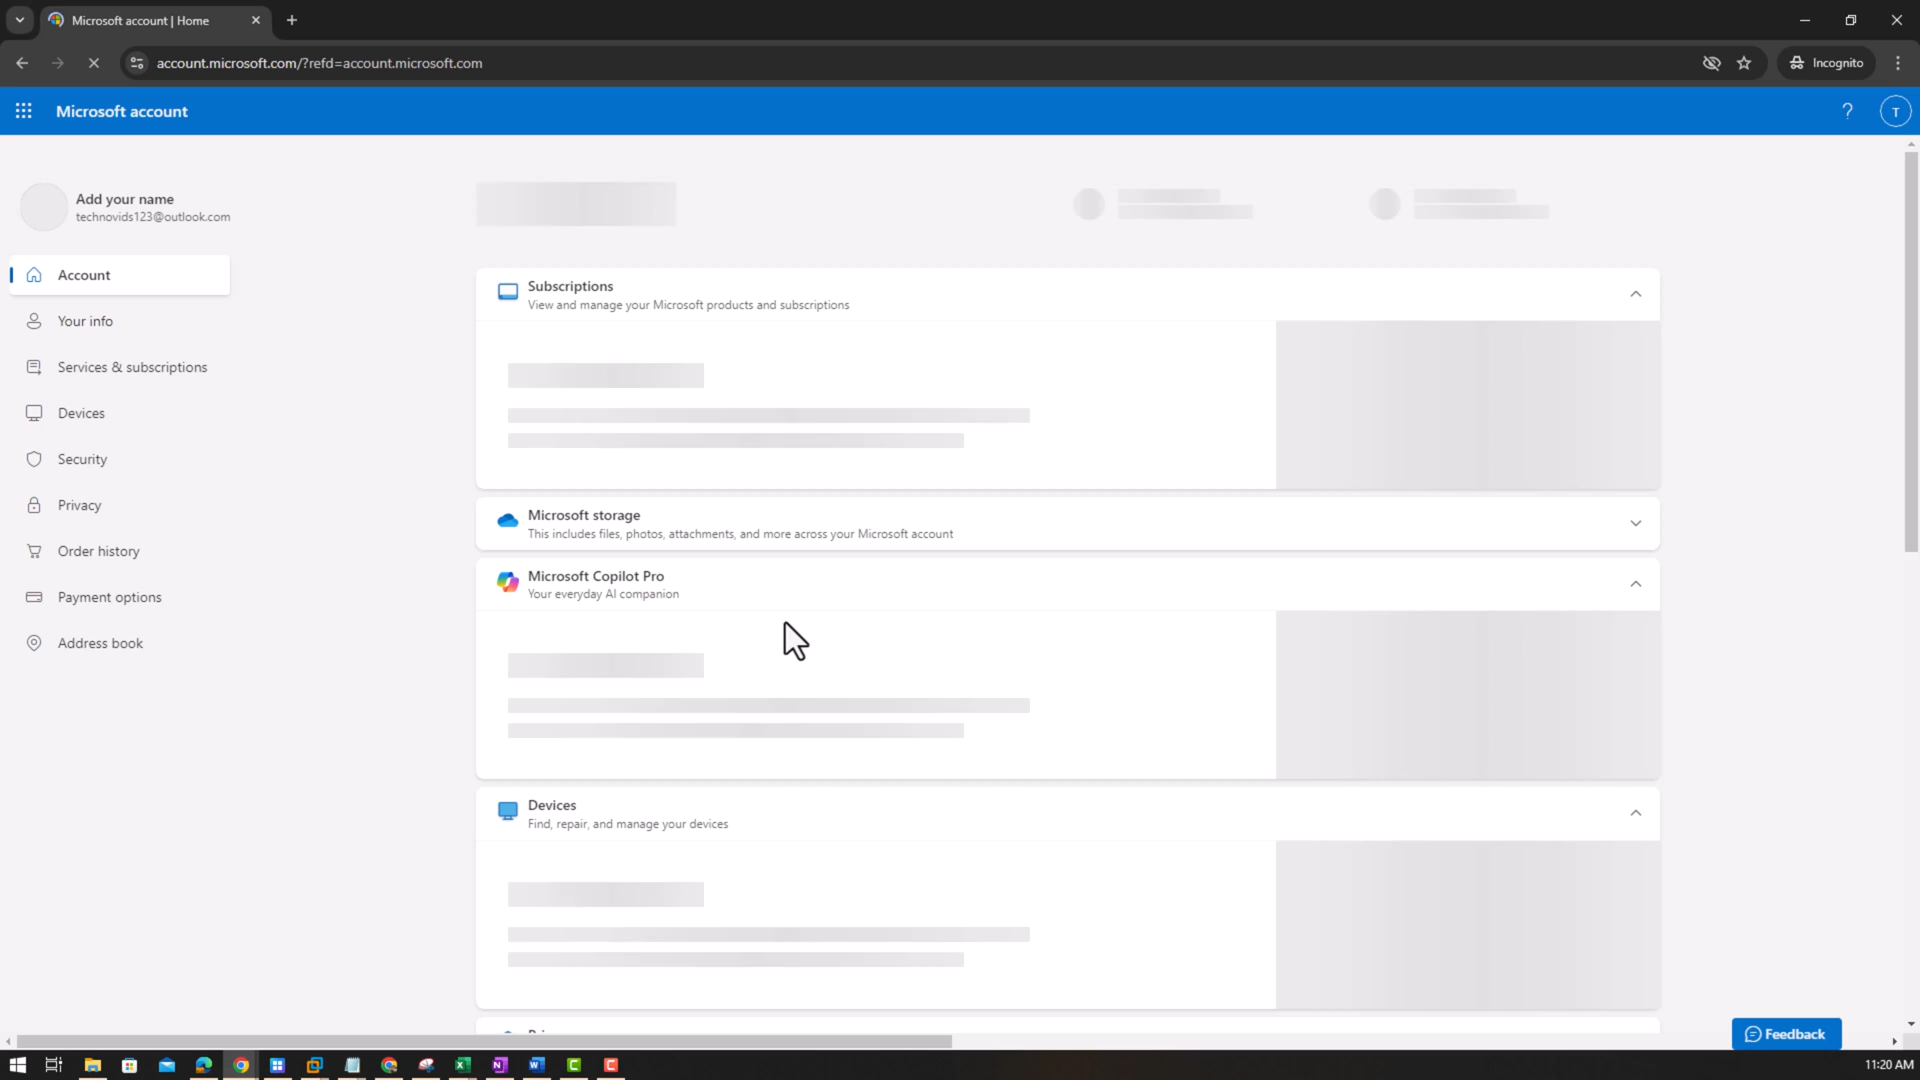 Microsoft account | Home
account.microsoft.com/?refd=account.microsoft.com
Incognito
Microsoft account
?
T
Add your name
technovids123@outlook.com
Account
Your info
Services & subscriptions
Devices
Security
Privacy
Order history
Payment options
Address book
Subscriptions
View and manage your Microsoft products and subscriptions
Microsoft storage
This includes files, photos, attachments, and more across your Microsoft account
Microsoft Copilot Pro
Your everyday AI companion
Devices
Find, repair, and manage your devices
Feedback
11:20 AM